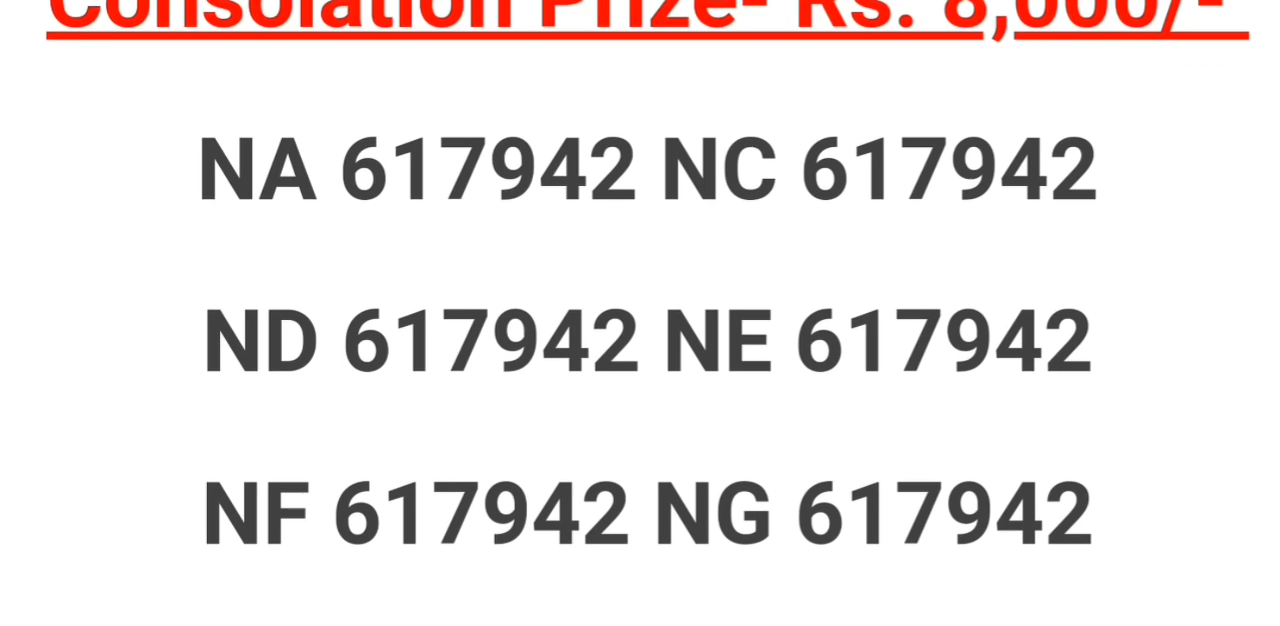 Consolation Prize- Rs. 8,000/-
NA 617942 NC 617942
ND 617942 NE 617942
NF 617942 NG 617942